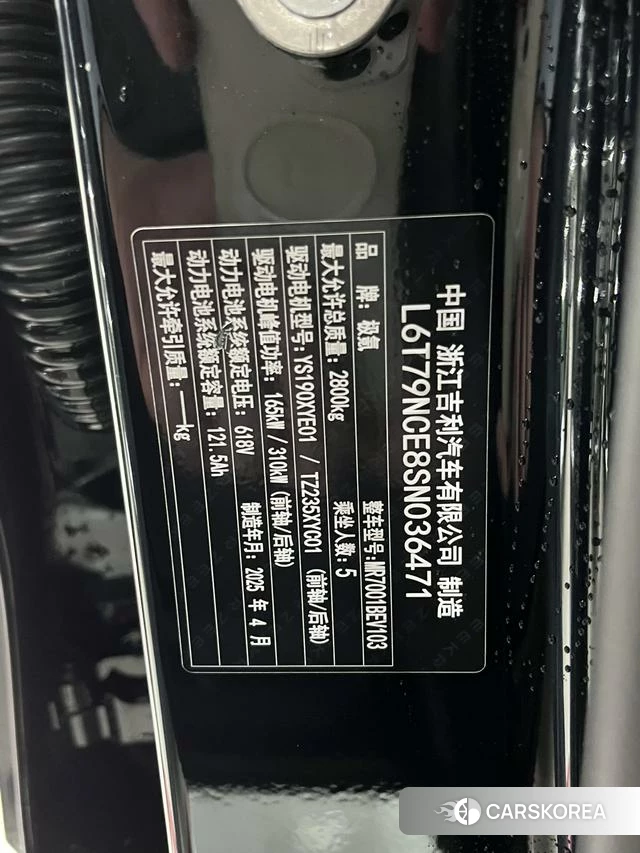 中国 浙江吉利汽车有限公司 制造
L6T79NCE8SN036471
品 牌: 极氪 整车型号: MR7001BEV103
最大允许总质量: 2800kg 乘坐人数: 5
驱动电机型号: YS190XYE01 / TZ235XYC01 (前轴/后轴)
驱动电机峰值功率: 165kW / 310kW (前轴/后轴)
动力电池系统额定电压: 618V 制造年月: 2025 年 4 月
动力电池系统额定容量: 121.5Ah
最大允许牵引质量: —kg
CARSKOREA